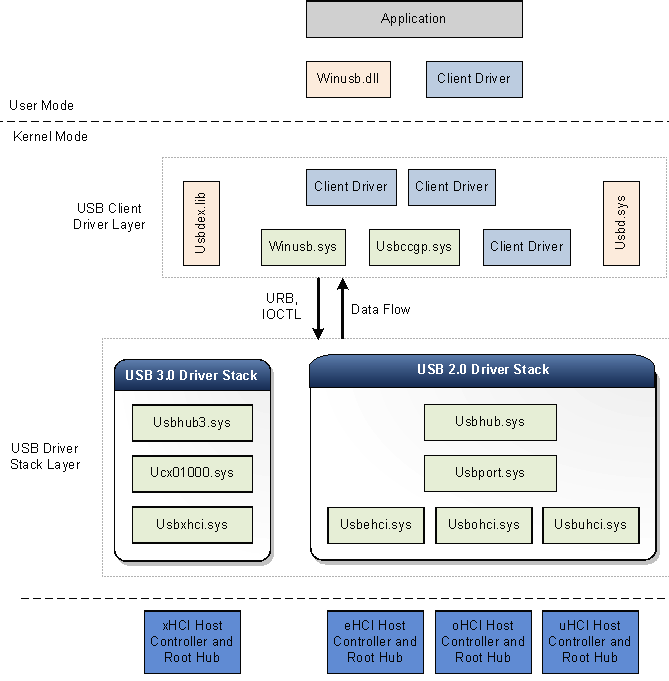 Application
Winusb.dll
Client Driver
User Mode
Kernel Mode
USB Client
Driver Layer
Usbdex.lib
Client Driver
Client Driver
Winusb.sys
Usbccgp.sys
Client Driver
Usbd.sys
URB,
IOCTL
Data Flow
USB Driver
Stack Layer
USB 3.0 Driver Stack
Usbhub3.sys
Ucx01000.sys
Usbxhci.sys
USB 2.0 Driver Stack
Usbhub.sys
Usbport.sys
Usbehci.sys
Usbohci.sys
Usbuhci.sys
xHCI Host
Controller and
Root Hub
eHCI Host
Controller and
Root Hub
oHCI Host
Controller and
Root Hub
uHCI Host
Controller and
Root Hub